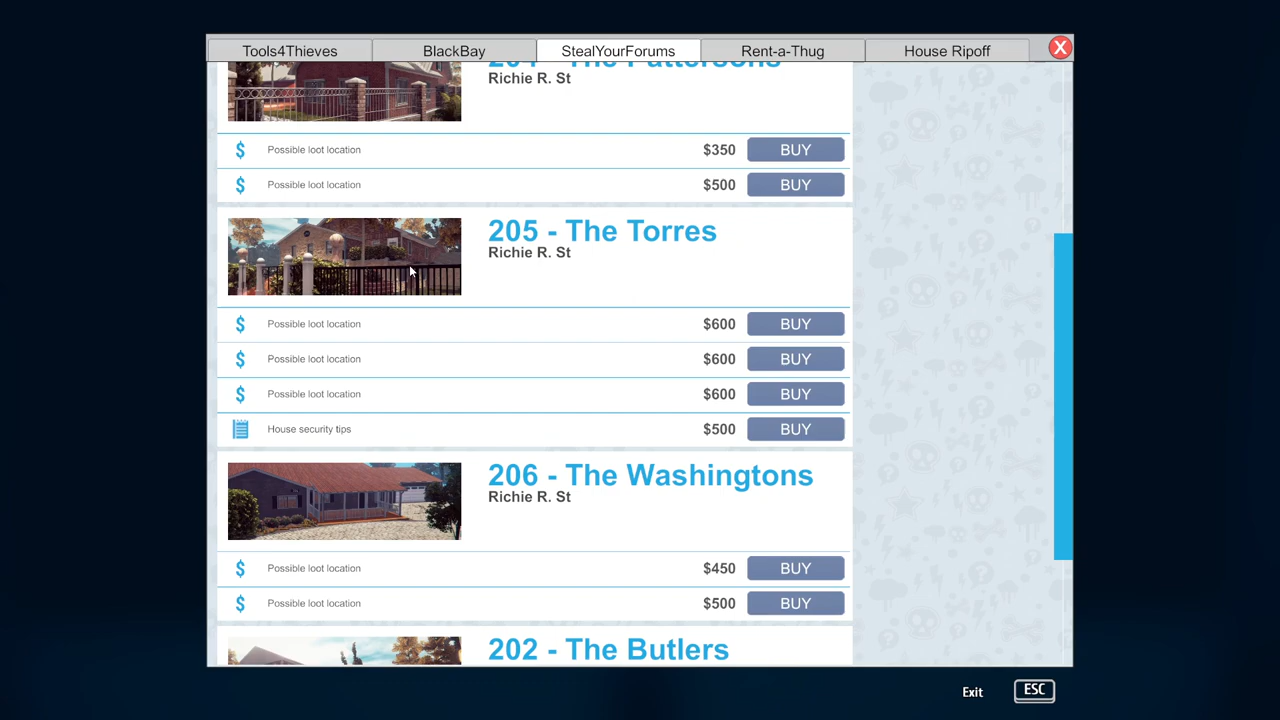 Tools4Thieves
BlackBay
StealYourForums
Rent-a-Thug
House Ripoff
X
204 - The Pattersons
Richie R. St
Possible loot location $350 BUY
Possible loot location $500 BUY
205 - The Torres
Richie R. St
Possible loot location $600 BUY
Possible loot location $600 BUY
Possible loot location $600 BUY
House security tips $500 BUY
206 - The Washingtons
Richie R. St
Possible loot location $450 BUY
Possible loot location $500 BUY
202 - The Butlers
Exit ESC